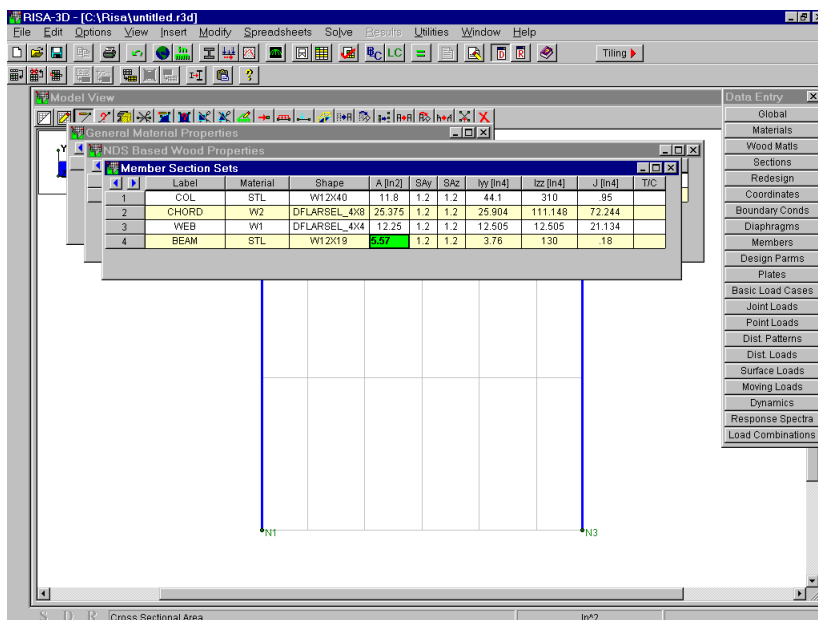 RISA-3D - [C:\Risa\untitled.r3d]
File Edit Options View Insert Modify Spreadsheets Solve Results Utilities Window Help
BC LC D R Tiling
Model View
Data Entry
General Material Properties
NDS Based Wood Properties
Member Section Sets
Label Material Shape A [In2] SAy SAz Iyy [In4] Izz [In4] J [In4] T/C
1 COL STL W12X40 11.8 1.2 1.2 44.1 310 .95
2 CHORD W2 DFLARSEL_4X8 25.375 1.2 1.2 25.904 111.148 72.244
3 WEB W1 DFLARSEL_4X4 12.25 1.2 1.2 12.505 12.505 21.134
4 BEAM STL W12X19 5.57 1.2 1.2 3.76 130 .18
Y
Global
Materials
Wood Matls
Sections
Redesign
Coordinates
Boundary Conds
Diaphragms
Members
Design Parms
Plates
Basic Load Cases
Joint Loads
Point Loads
Dist. Patterns
Dist. Loads
Surface Loads
Moving Loads
Dynamics
Response Spectra
Load Combinations
N1 N3
S D R Cross Sectional Area In^2